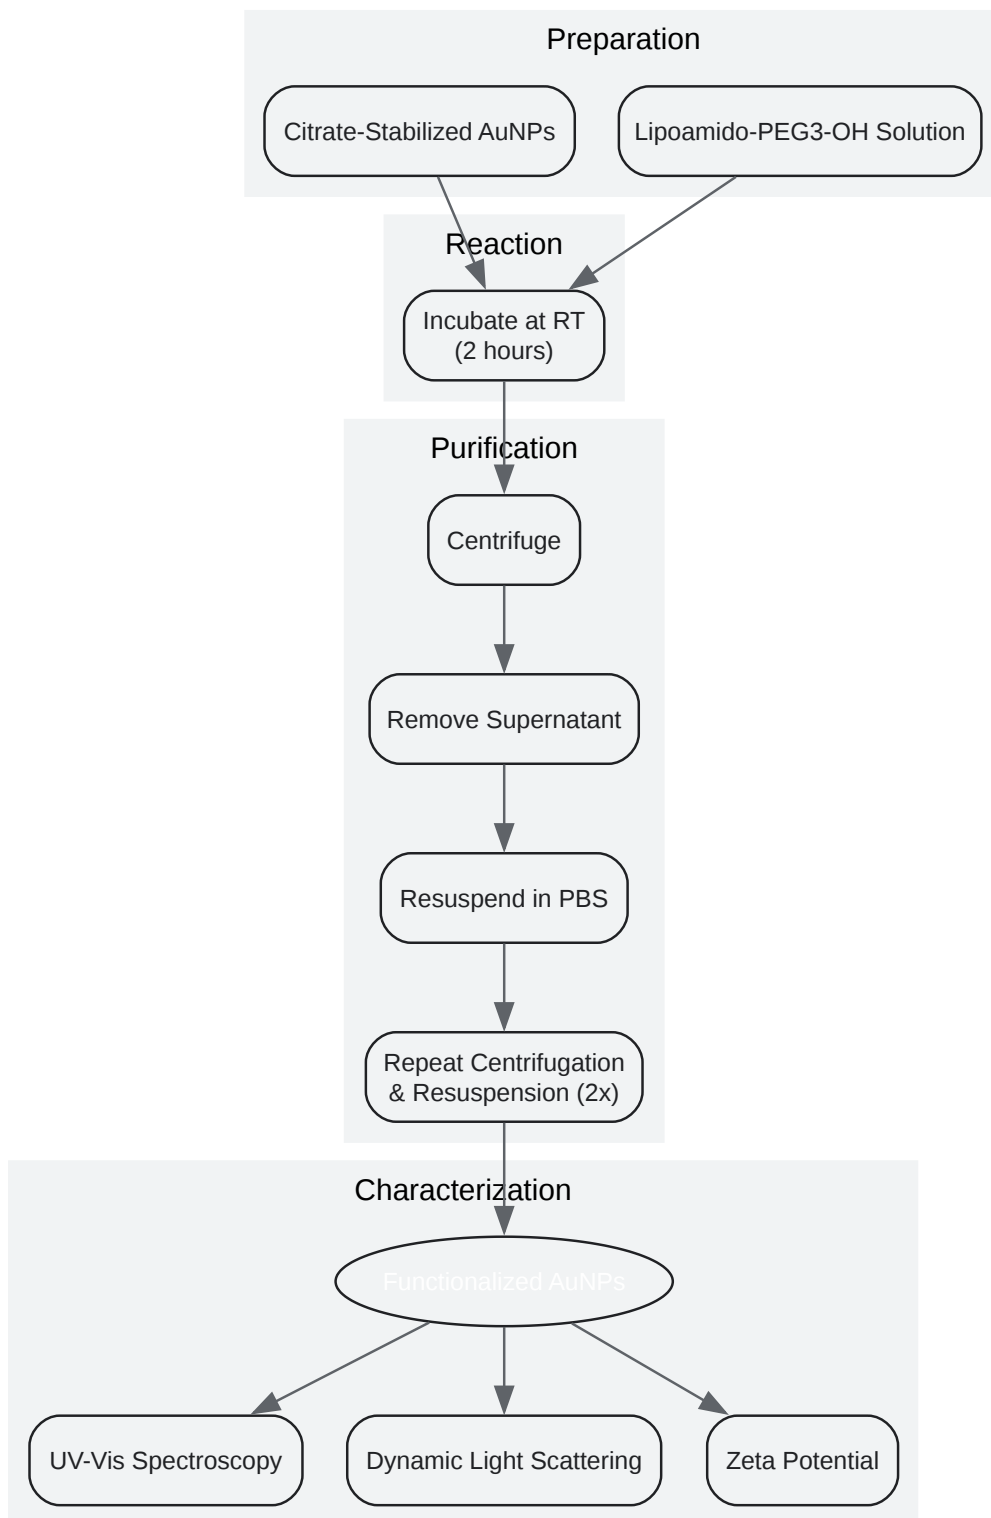 Preparation
Citrate-Stabilized AuNPs
Lipoamido-PEG3-OH Solution
Reaction
Incubate at RT
(2 hours)
Purification
Centrifuge
Remove Supernatant
Resuspend in PBS
Repeat Centrifugation
& Resuspension (2x)
Characterization
Functionalized AuNPs
UV-Vis Spectroscopy
Dynamic Light Scattering
Zeta Potential